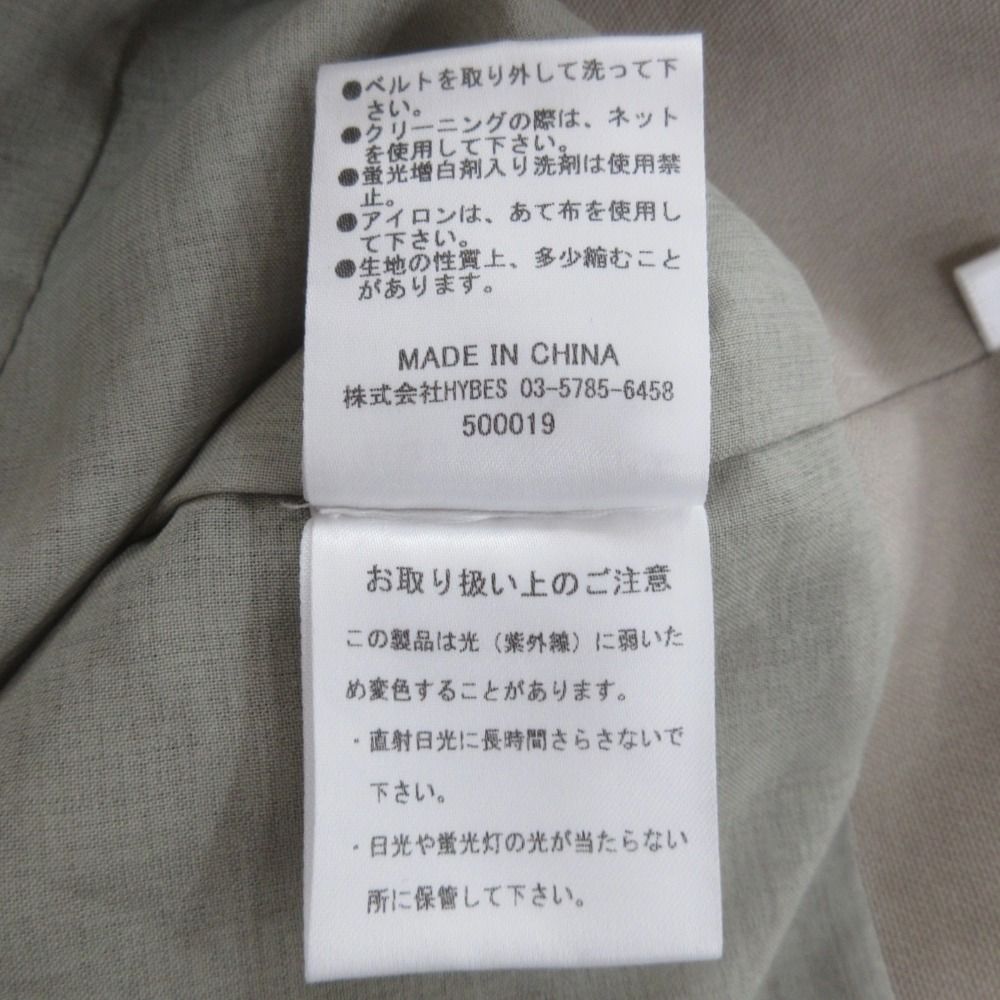 ●ベルトを取り外して洗って下
さい。
●クリーニングの際は、ネット
を使用して下さい。
●蛍光増白剤入り洗剤は使用禁
止。
●アイロンは、あて布を使用し
て下さい。
●生地の性質上、多少縮むこと
があります。
MADE IN CHINA
株式会社HYBES 03-5785-6458
500019
お取り扱い上のご注意
この製品は光（紫外線）に弱いた
め変色することがあります。
・直射日光に長時間さらさないで
下さい。
・日光や蛍光灯の光が当たらない
所に保管して下さい。